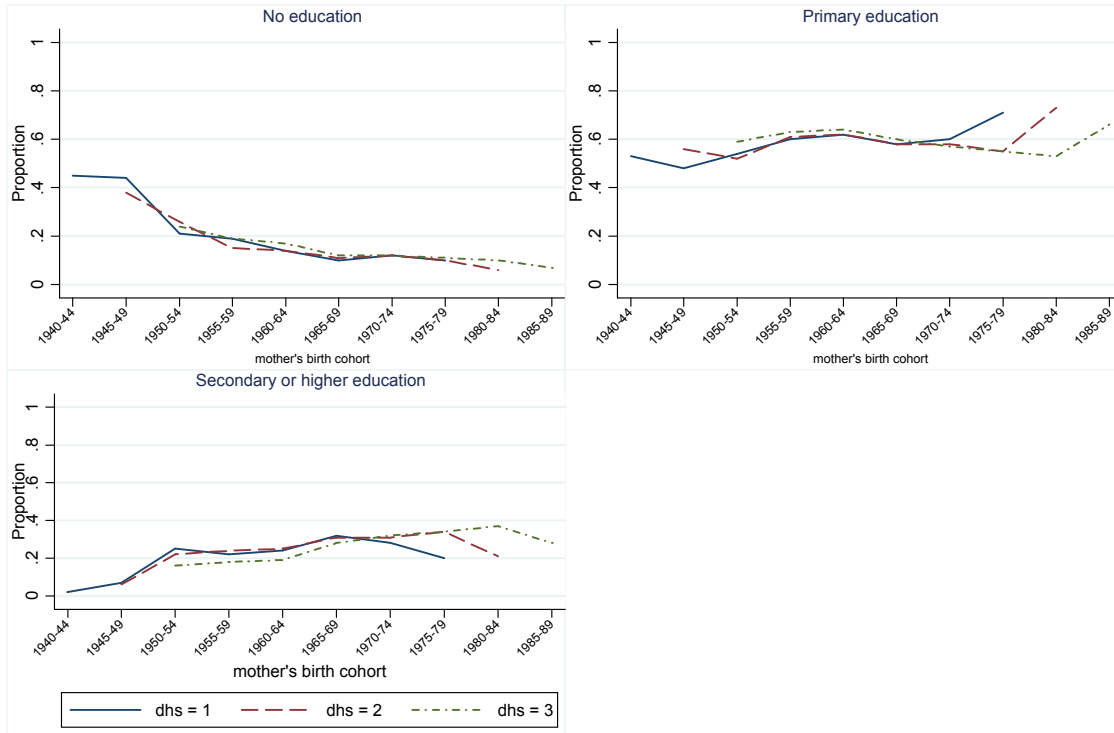 No education
Proportion
0 .2 .4 .6 .8 1
1940-44 1945-49 1950-54 1955-59 1960-64 1965-69 1970-74 1975-79 1980-84 1985-89
mother's birth cohort
Primary education
Proportion
0 .2 .4 .6 .8 1
1940-44 1945-49 1950-54 1955-59 1960-64 1965-69 1970-74 1975-79 1980-84 1985-89
mother's birth cohort
Secondary or higher education
Proportion
0 .2 .4 .6 .8 1
1940-44 1945-49 1950-54 1955-59 1960-64 1965-69 1970-74 1975-79 1980-84 1985-89
mother's birth cohort
dhs = 1 dhs = 2 dhs = 3